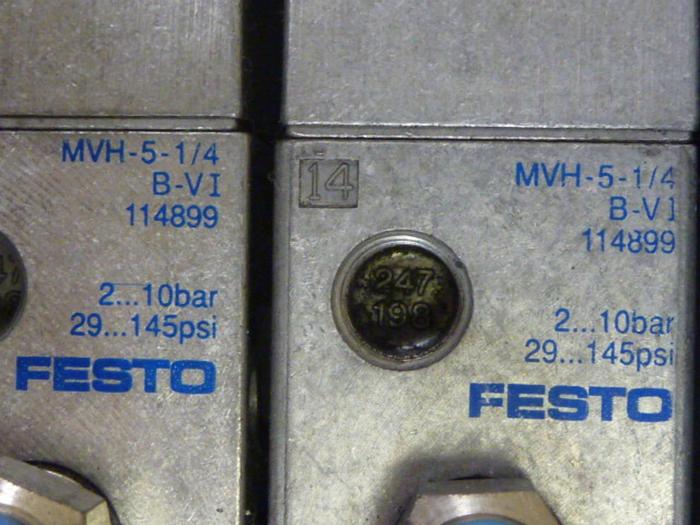 MVH-5-1/4
B-VI
114899
2...10bar
29...145psi
FESTO
14
MVH-5-1/4
B-VI
114899
247
198
2...10bar
29...145psi
FESTO